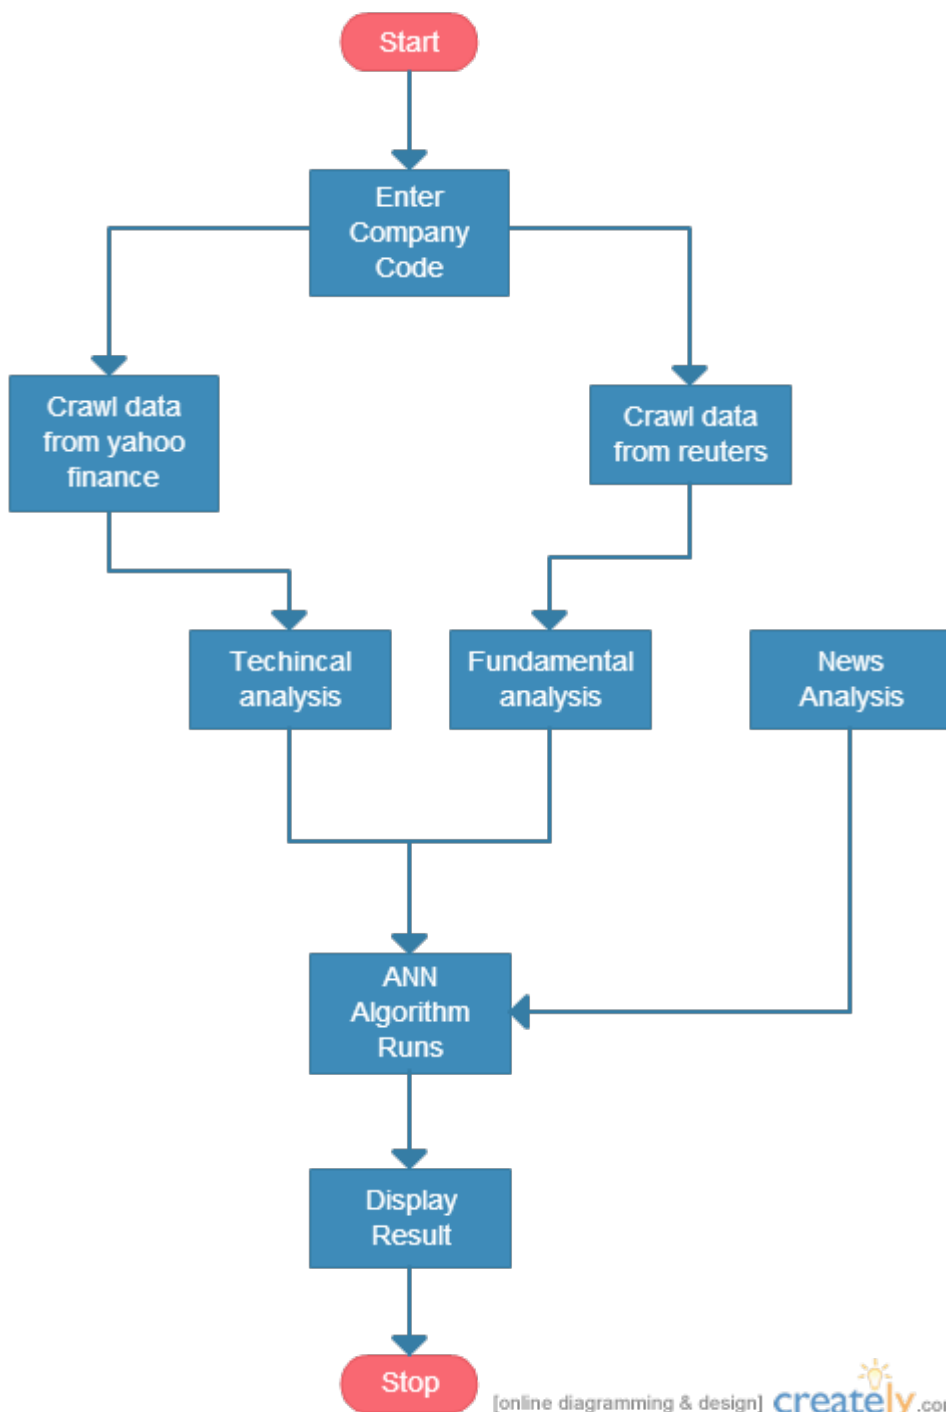 Start
Enter
Company
Code
Crawl data
from yahoo
finance
Crawl data
from reuters
Techincal
analysis
Fundamental
analysis
News
Analysis
ANN
Algorithm
Runs
Display
Result
Stop
[online diagramming & design] creately.com